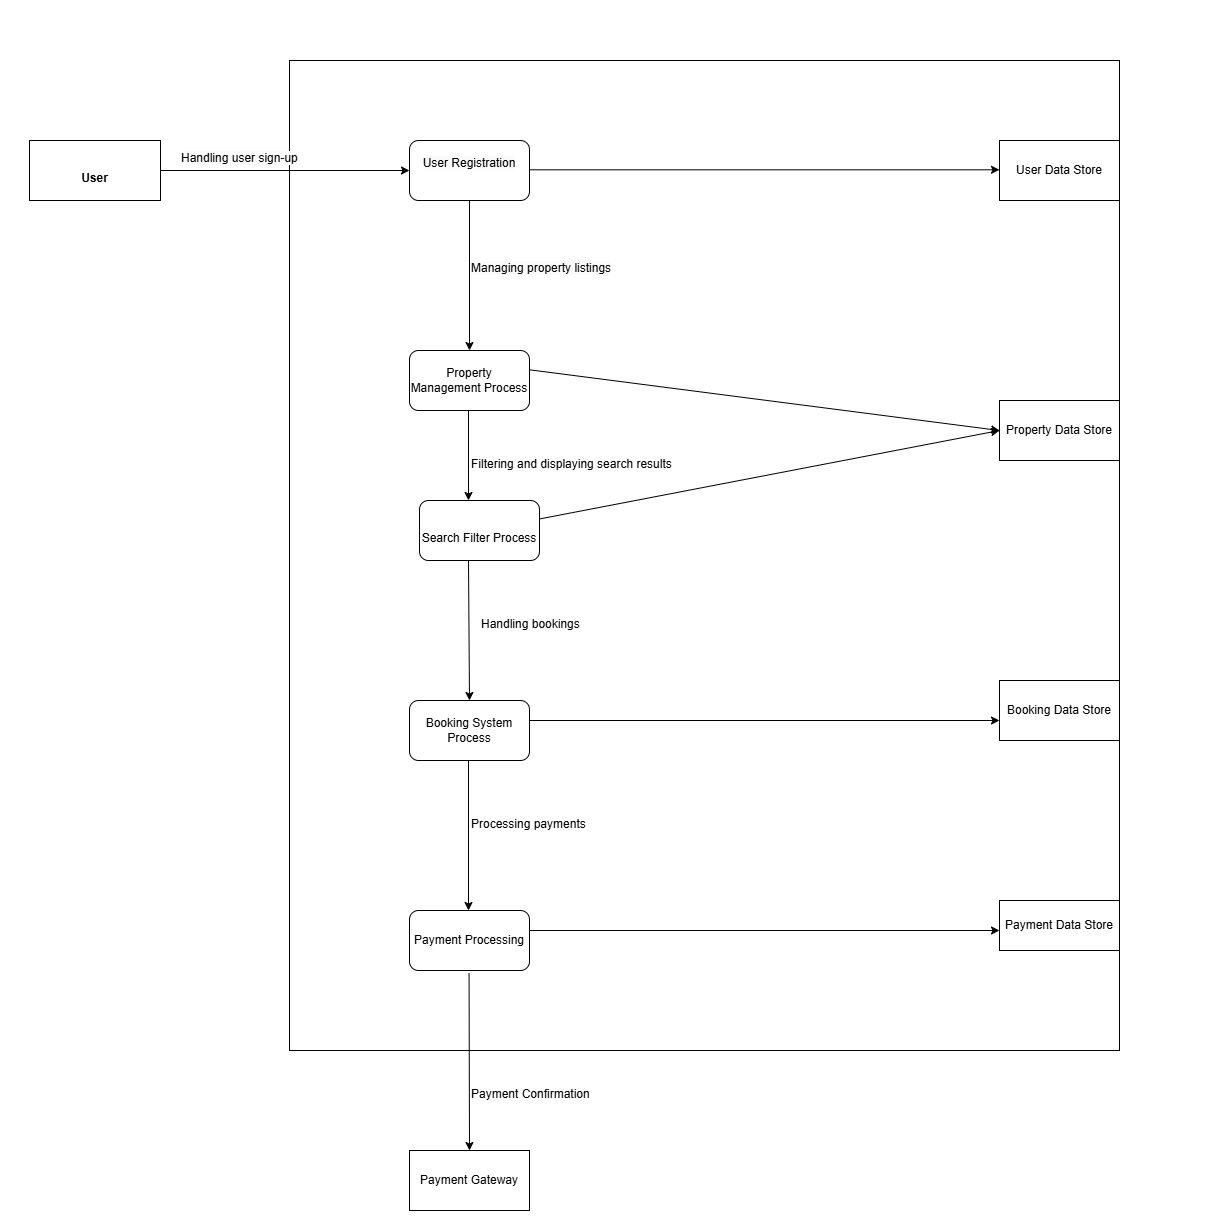 Handling user sign-up
User
User Registration
User Data Store
Managing property listings
Property
Management Process
Property Data Store
Filtering and displaying search results
Search Filter Process
Handling bookings
Booking System
Process
Booking Data Store
Processing payments
Payment Processing
Payment Data Store
Payment Confirmation
Payment Gateway